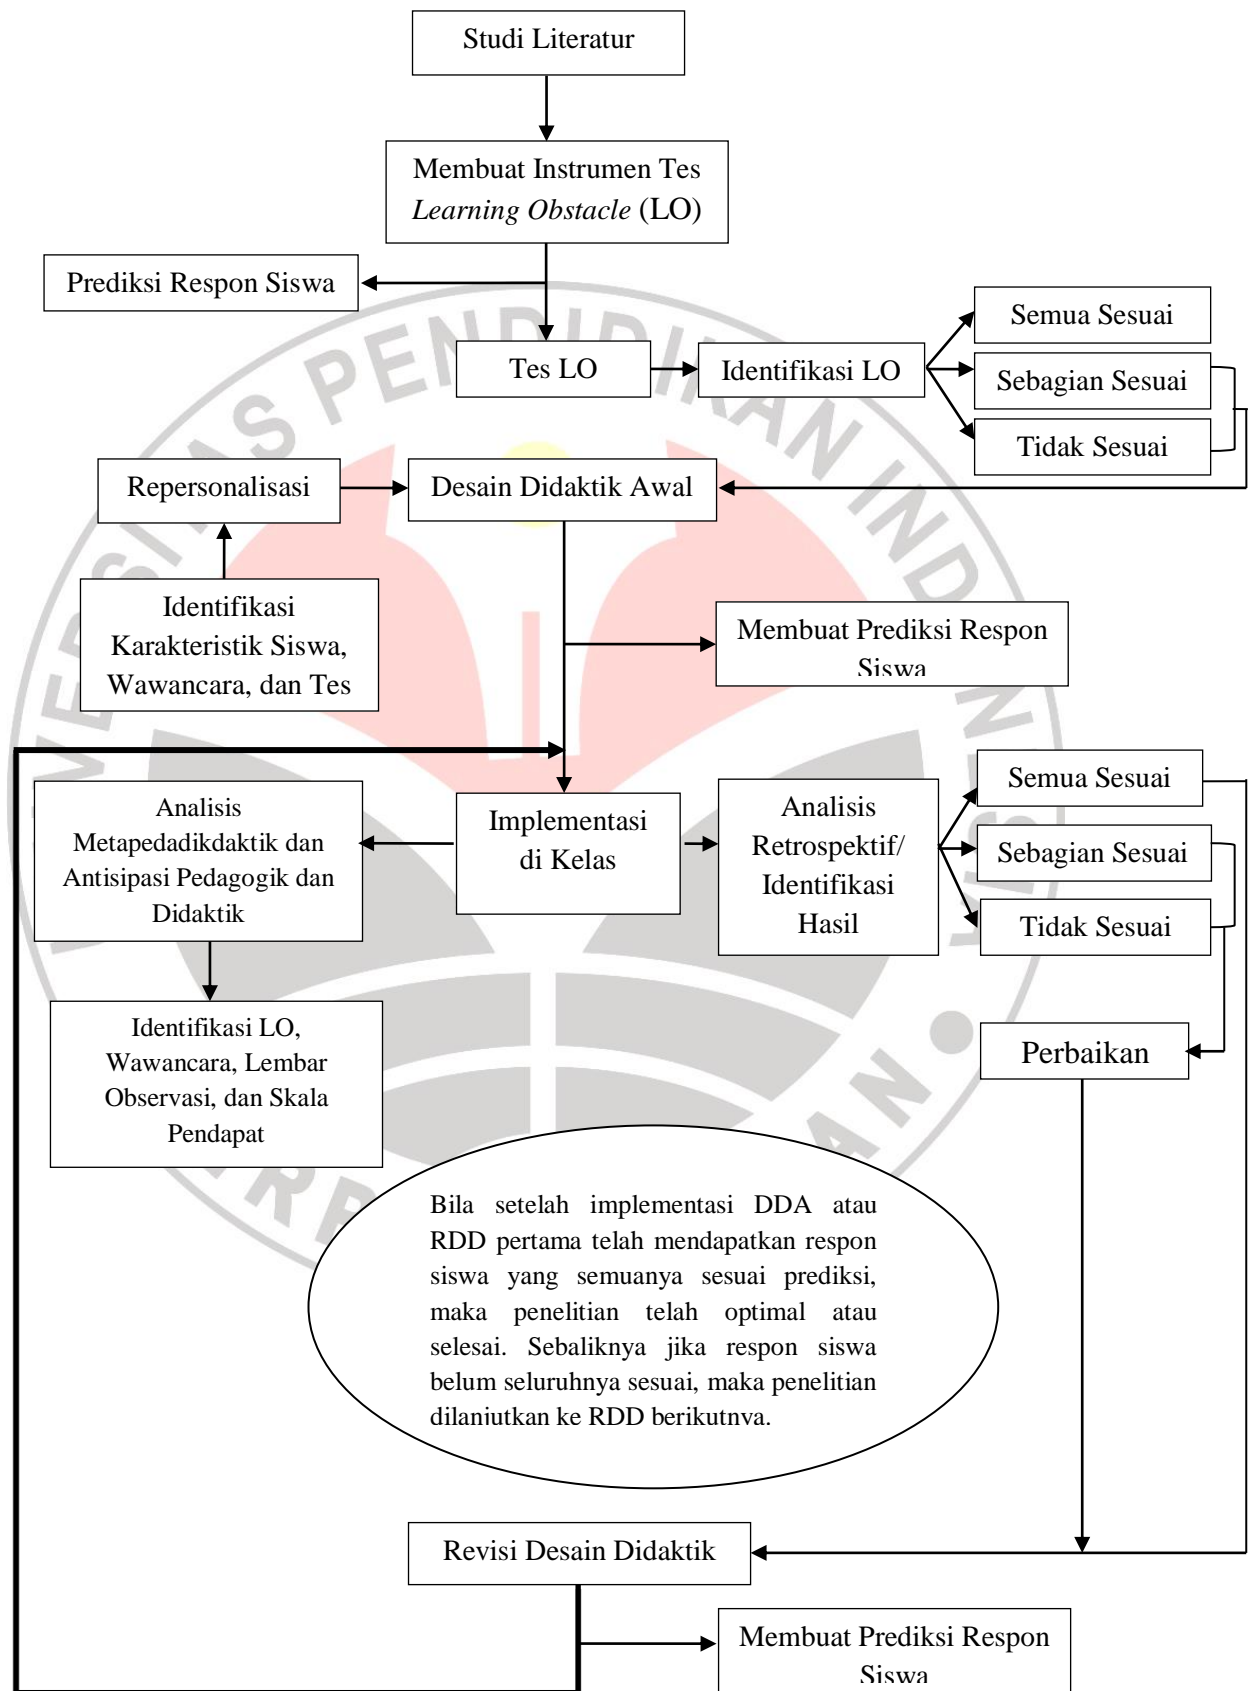 Studi Literatur
Membuat Instrumen Tes
Learning Obstacle (LO)
Prediksi Respon Siswa
Tes LO
Identifikasi LO
Semua Sesuai
Sebagian Sesuai
Tidak Sesuai
Repersonalisasi
Desain Didaktik Awal
Identifikasi
Karakteristik Siswa,
Wawancara, dan Tes
Membuat Prediksi Respon
Siswa
Analisis
Metapedadikdaktik dan
Antisipasi Pedagogik dan
Didaktik
Implementasi
di Kelas
Analisis
Retrospektif/
Identifikasi
Hasil
Semua Sesuai
Sebagian Sesuai
Tidak Sesuai
Identifikasi LO,
Wawancara, Lembar
Observasi, dan Skala
Pendapat
Perbaikan
Bila setelah implementasi DDA atau
RDD pertama telah mendapatkan respon
siswa yang semuanya sesuai prediksi,
maka penelitian telah optimal atau
selesai. Sebaliknya jika respon siswa
belum seluruhnya sesuai, maka penelitian
dilanjutkan ke RDD berikutnya.
Revisi Desain Didaktik
Membuat Prediksi Respon
Siswa